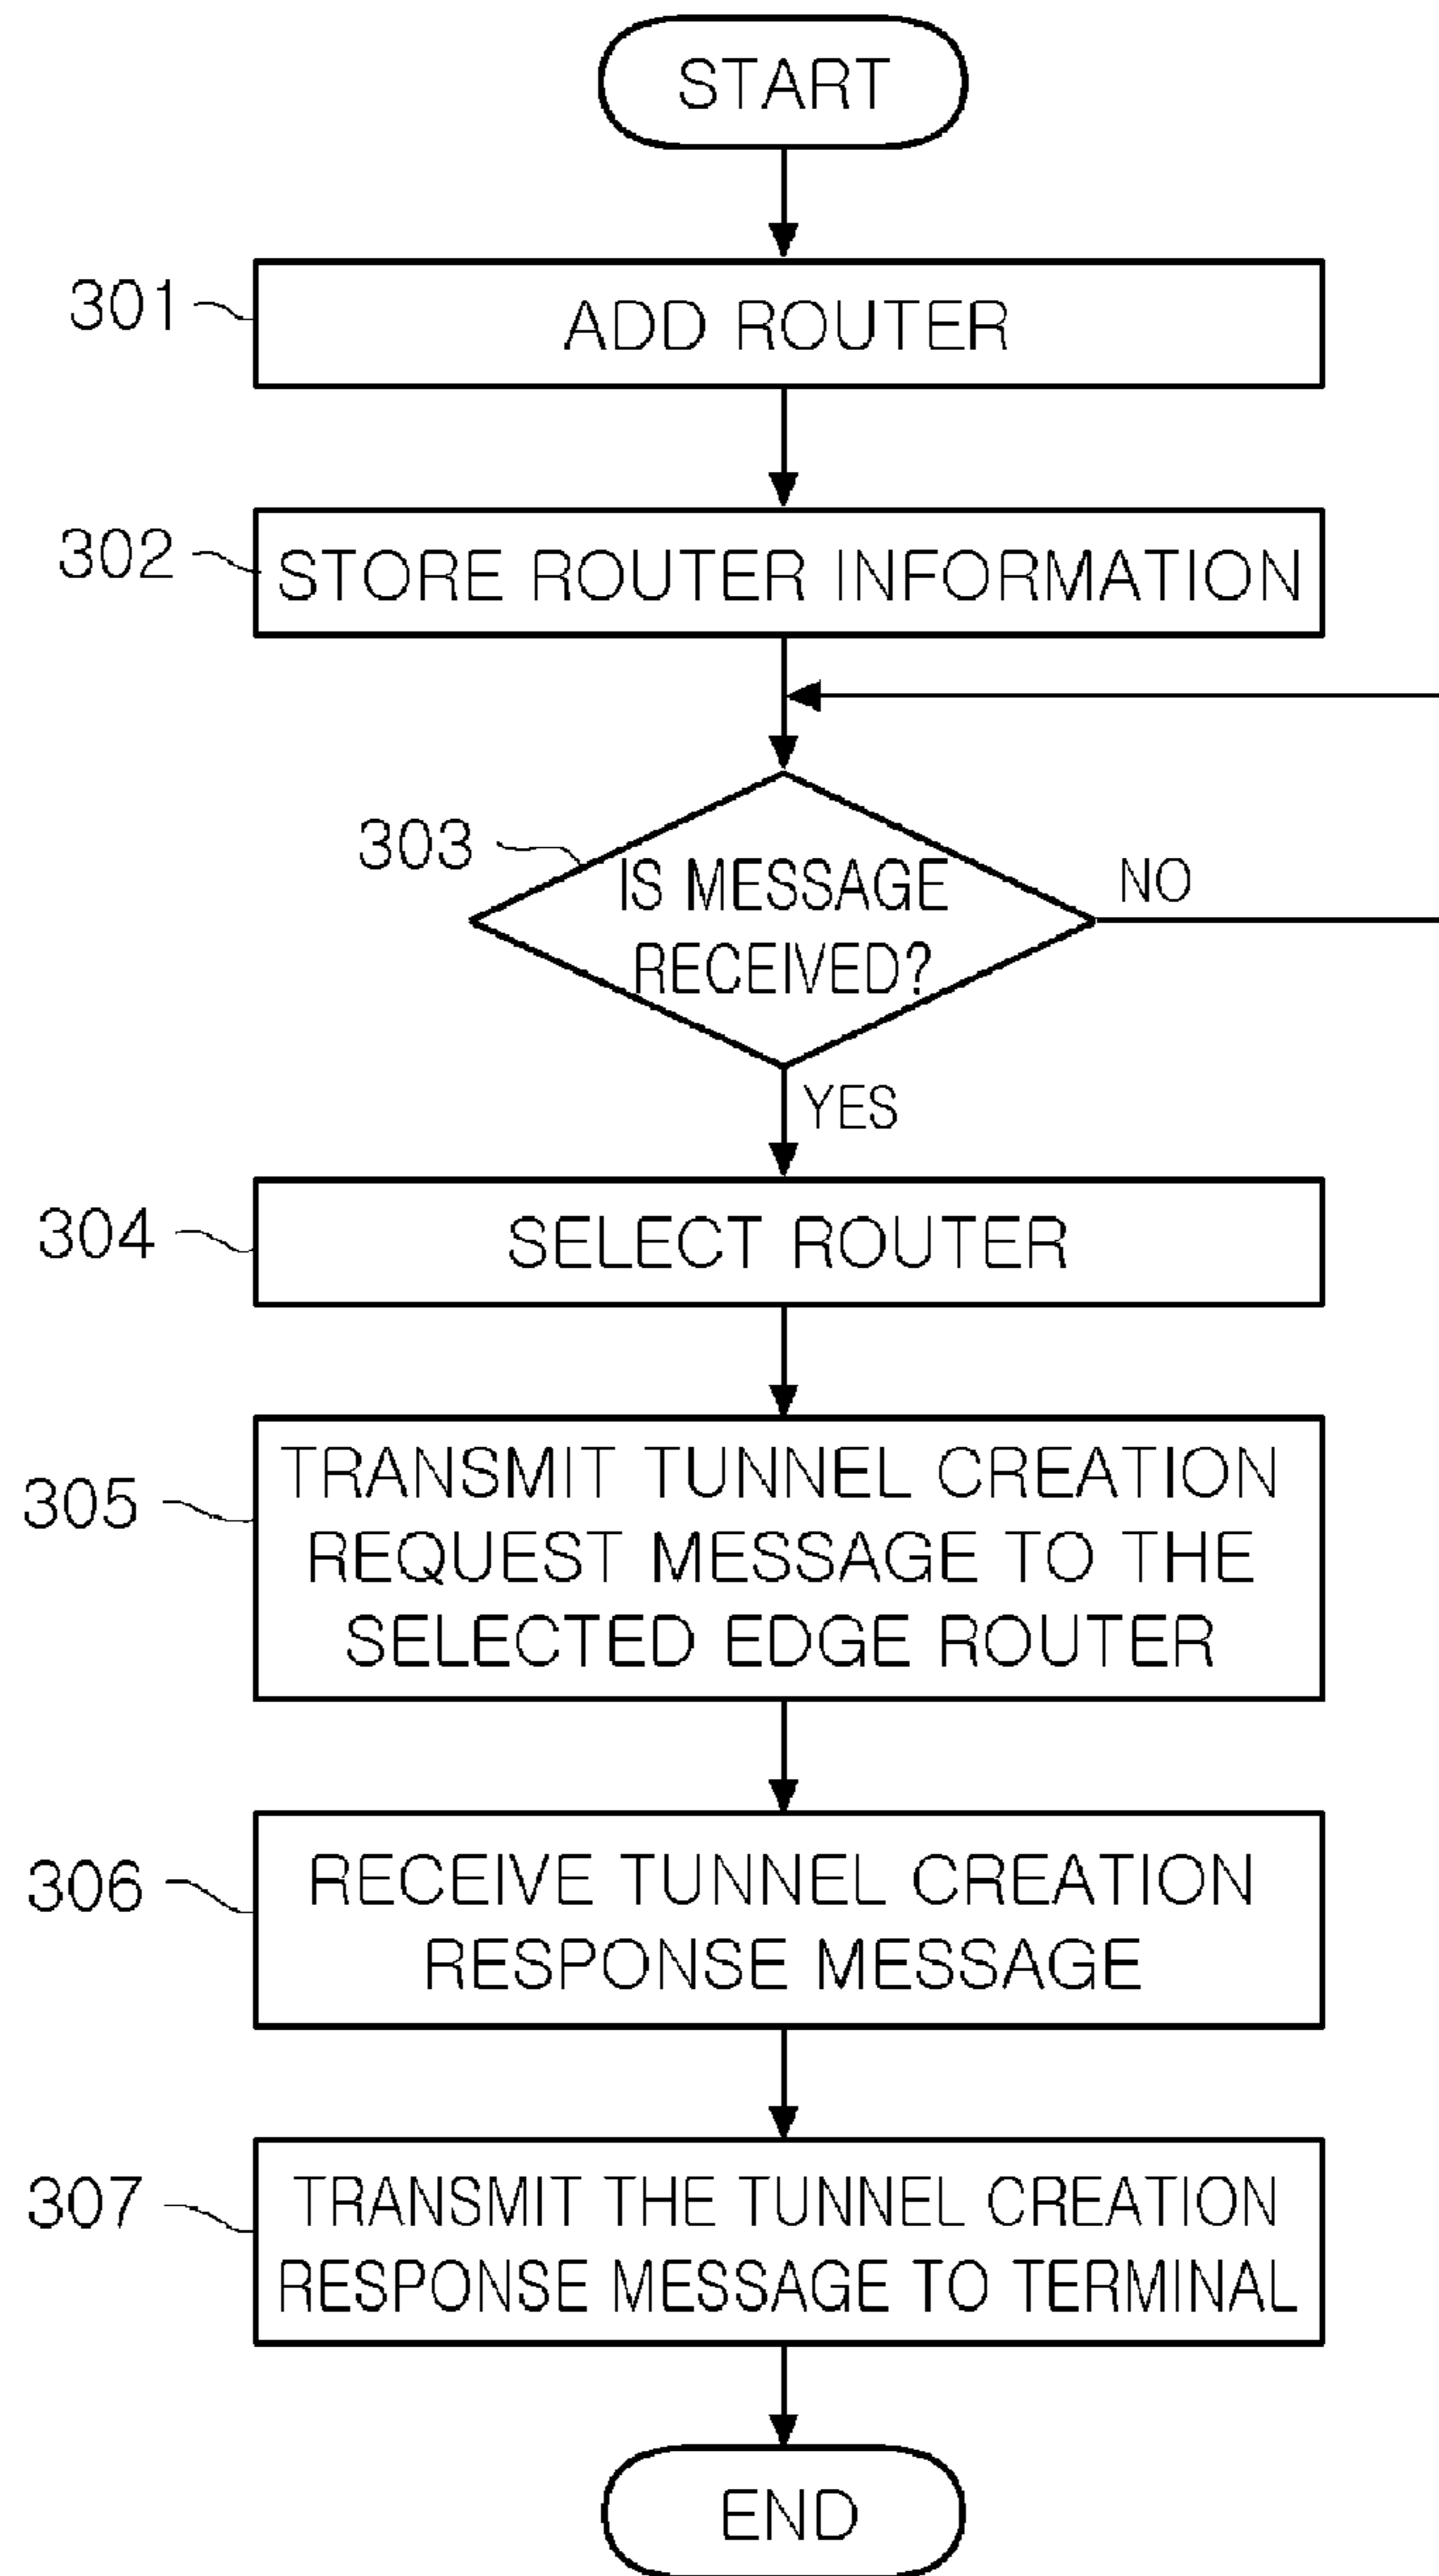 START
301
ADD ROUTER
302
STORE ROUTER INFORMATION
303
IS MESSAGE
RECEIVED?
NO
YES
304
SELECT ROUTER
305
TRANSMIT TUNNEL CREATION
REQUEST MESSAGE TO THE
SELECTED EDGE ROUTER
306
RECEIVE TUNNEL CREATION
RESPONSE MESSAGE
307
TRANSMIT THE TUNNEL CREATION
RESPONSE MESSAGE TO TERMINAL
END